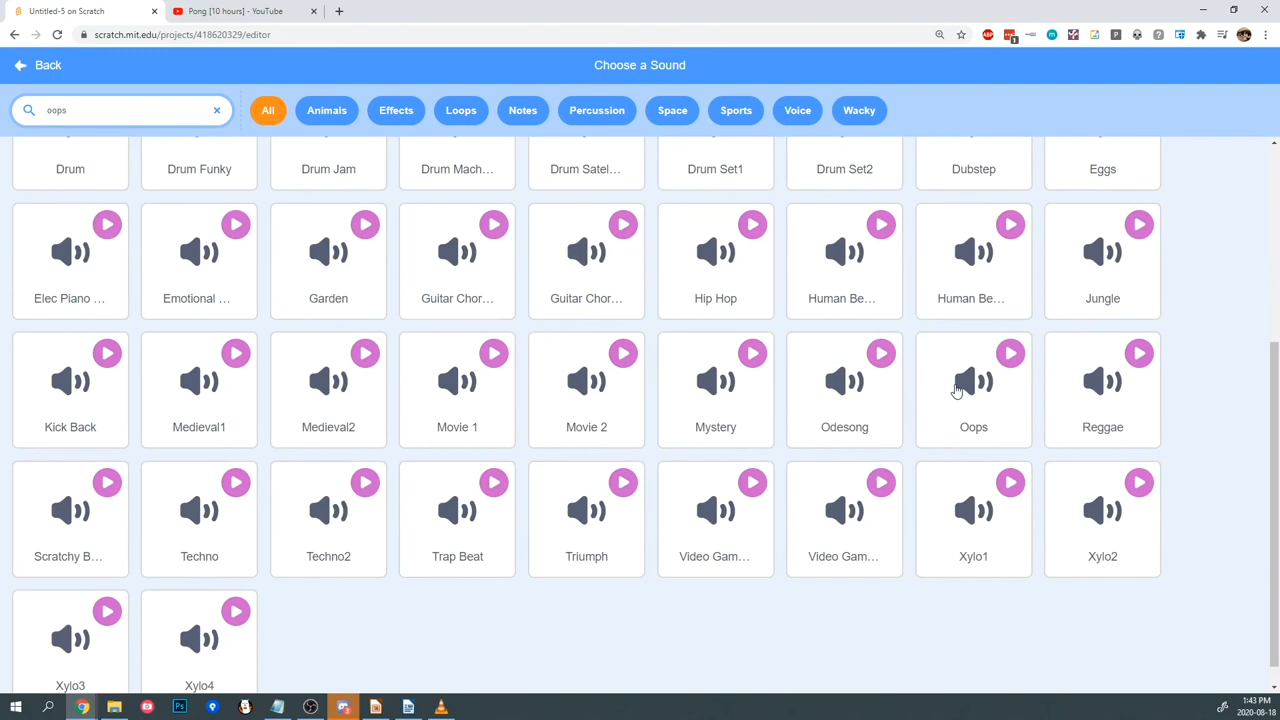 Untitled-5 on Scratch
Pong [10 hours] - YouTube
scratch.mit.edu/projects/418620329/editor
Back
Choose a Sound
oops
All
Animals
Effects
Loops
Notes
Percussion
Space
Sports
Voice
Wacky
Drum
Drum Funky
Drum Jam
Drum Mach...
Drum Satel...
Drum Set1
Drum Set2
Dubstep
Eggs
Elec Piano ...
Emotional ...
Garden
Guitar Chor...
Guitar Chor...
Hip Hop
Human Be...
Human Be...
Jungle
Kick Back
Medieval1
Medieval2
Movie 1
Movie 2
Mystery
Odesong
Oops
Reggae
Scratchy B...
Techno
Techno2
Trap Beat
Triumph
Video Gam...
Video Gam...
Xylo1
Xylo2
Xylo3
Xylo4
Ps
1:43 PM
2020-08-18